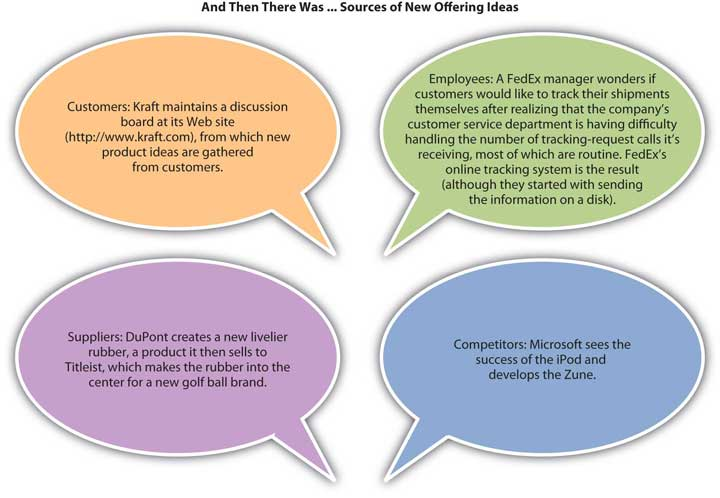 And Then There Was ... Sources of New Offering Ideas
Customers: Kraft maintains a discussion
board at its Web site
(http://www.kraft.com), from which new
product ideas are gathered
from customers.
Employees: A FedEx manager wonders if
customers would like to track their shipments
themselves after realizing that the company's
customer service department is having difficulty
handling the number of tracking-request calls it's
receiving, most of which are routine. FedEx's
online tracking system is the result
(although they started with sending
the information on a disk).
Suppliers: DuPont creates a new livelier
rubber, a product it then sells to
Titleist, which makes the rubber into the
center for a new golf ball brand.
Competitors: Microsoft sees the
success of the iPod and
develops the Zune.